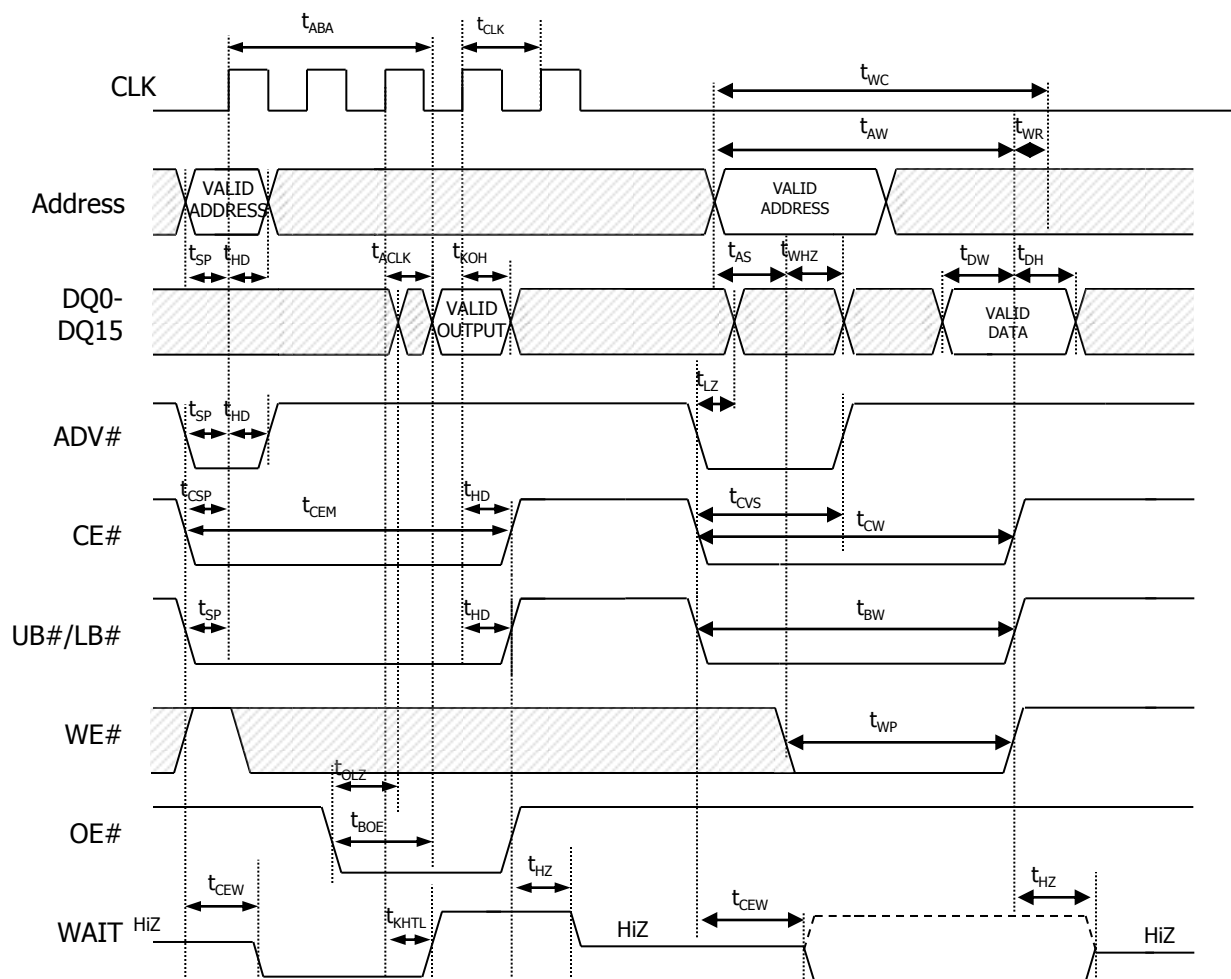 tABA
tCLK
CLK
tWC
tAW
tWR
Address
VALID
ADDRESS
VALID
ADDRESS
tSP
tHD
tACLK
tKOH
tAS
tWHZ
tDW
tDH
DQ0-
DQ15
VALID
OUTPUT
VALID
DATA
tLZ
ADV#
tSP
tHD
CE#
tCSP
tCEM
tHD
tCVS
tCW
UB#/LB#
tSP
tHD
tBW
WE#
tWP
tOLZ
OE#
tBOE
tHZ
tCEW
tKHTL
tCEW
tHZ
WAIT
HiZ
HiZ
HiZ